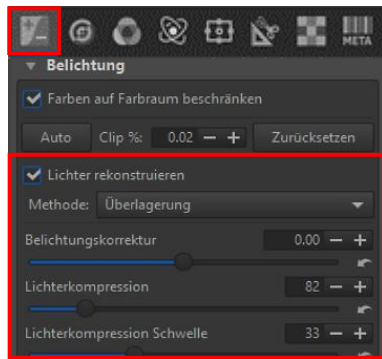 META
Belichtung
Farben auf Farbraum beschränken
Auto Clip %: 0.02 Zurücksetzen
Lichter rekonstruieren
Methode: Überlagerung
Belichtungskorrektur 0.00
Lichterkompression 82
Lichterkompression Schwelle 33